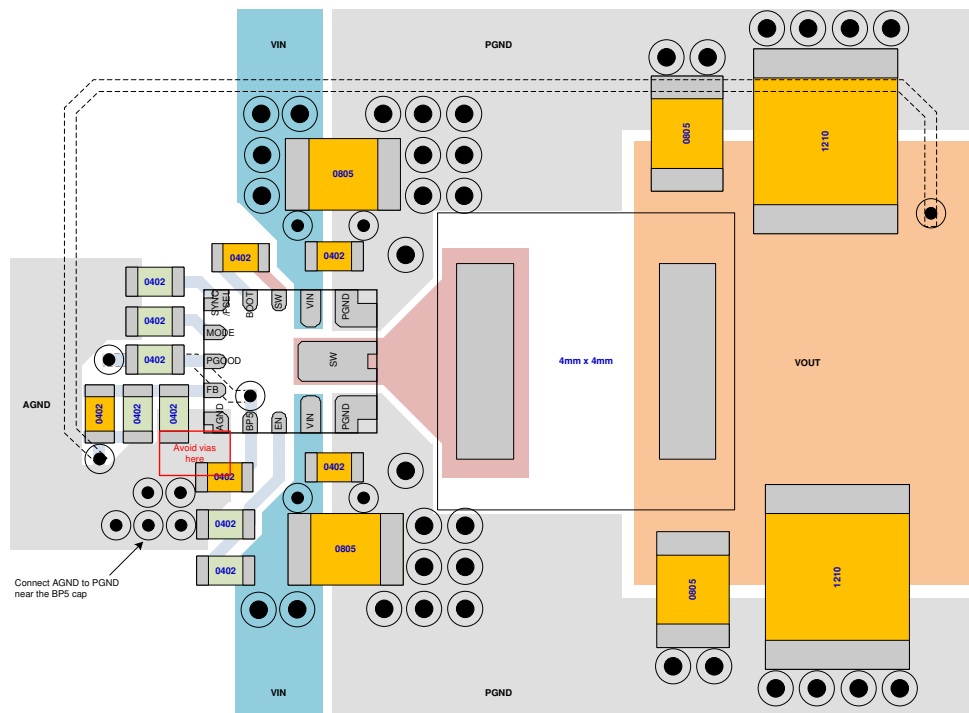 VIN
PGND
0805
1210
0805
0402
0402
0402
SYNC
/FSEL
BOOT
SW
VIN
PGND
0402
MODE
0402
PGOOD
SW
4mm x 4mm
VOUT
FB
AGND
0402
0402
0402
AGND
BP5
EN
VIN
PGND
Avoid vias
here
0402
0402
0402
0805
0402
Connect AGND to PGND
near the BP5 cap
0805
1210
VIN
PGND